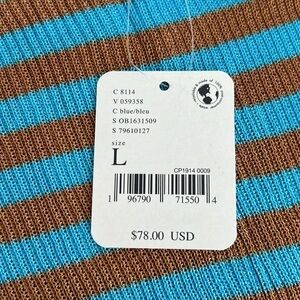 C 8114
V 059358
C blue/bleu
S OB1631509
S 79610127
size
L
CP1914 0009
1 96790 71550 4
$78.00 USD